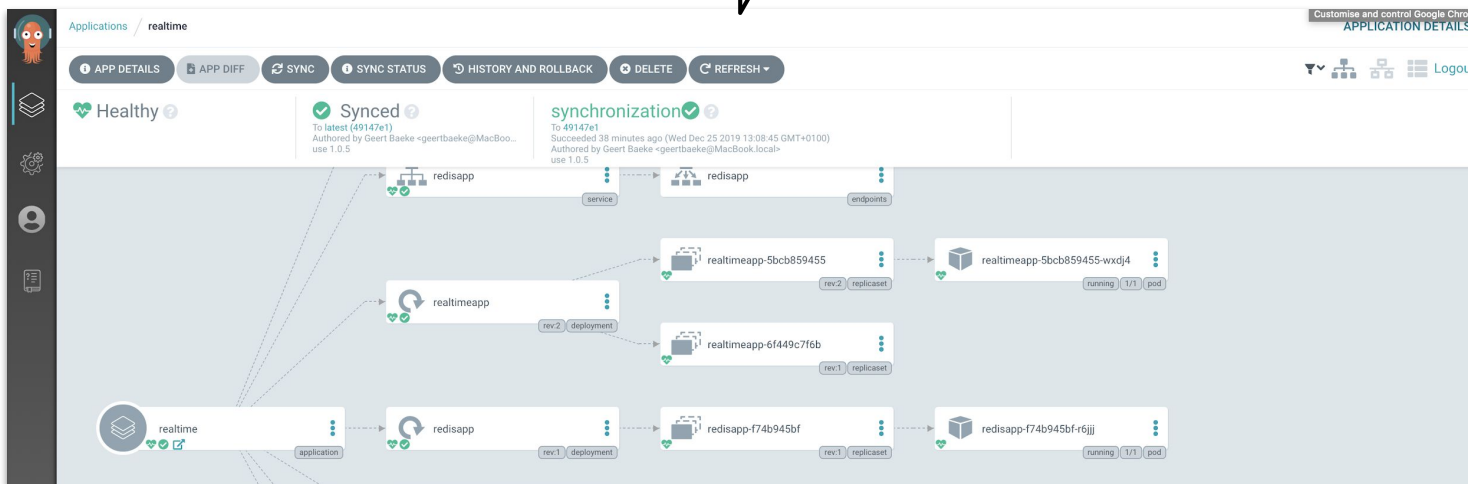 Customise and control Google Chro
Applications / realtime
APPLICATION DETAILS
APP DETAILS APP DIFF SYNC SYNC STATUS HISTORY AND ROLLBACK DELETE REFRESH
Logou
Healthy
Synced
To latest (49147e1)
Authored by Geert Baeke <geertbaeke@MacBoo...
use 1.0.5
synchronization
To 49147e1
Succeeded 38 minutes ago (Wed Dec 25 2019 13:08:45 GMT+0100)
Authored by Geert Baeke <geertbaeke@MacBook.local>
use 1.0.5
redisapp
service
redisapp
endpoints
realtimeapp-5bcb859455
rev:2 replicaset
realtimeapp-5bcb859455-wxdj4
running 1/1 pod
realtimeapp
rev:2 deployment
realtimeapp-6f449c7f6b
rev:1 replicaset
realtime
application
redisapp
rev:1 deployment
redisapp-f74b945bf
rev:1 replicaset
redisapp-f74b945bf-r6jjj
running 1/1 pod